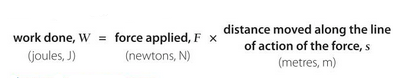 work done, W = force applied, F × distance moved along the line of action of the force, s
(joules, J) (newtons, N) (metres, m)